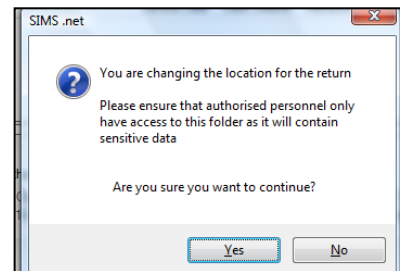 SIMS .net
You are changing the location for the return
Please ensure that authorised personnel only
have access to this folder as it will contain
sensitive data
Are you sure you want to continue?
Yes
No